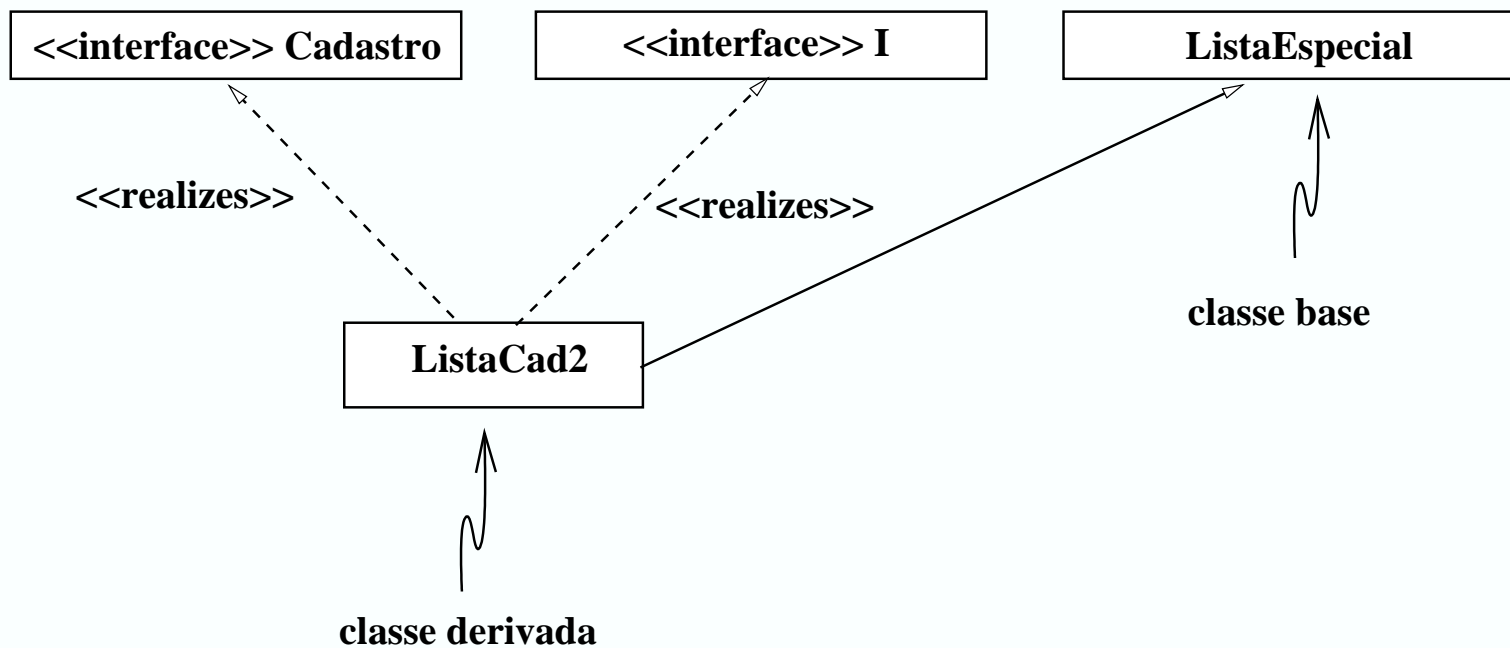 <<interface>> Cadastro
<<interface>> I
ListaEspecial
<<realizes>>
<<realizes>>
classe base
ListaCad2
classe derivada